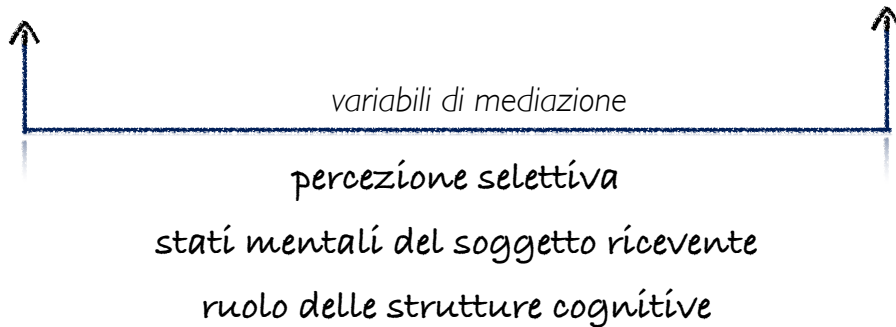 variabili di mediazione
percezione selettiva
stati mentali del soggetto ricevente
ruolo delle strutture cognitive